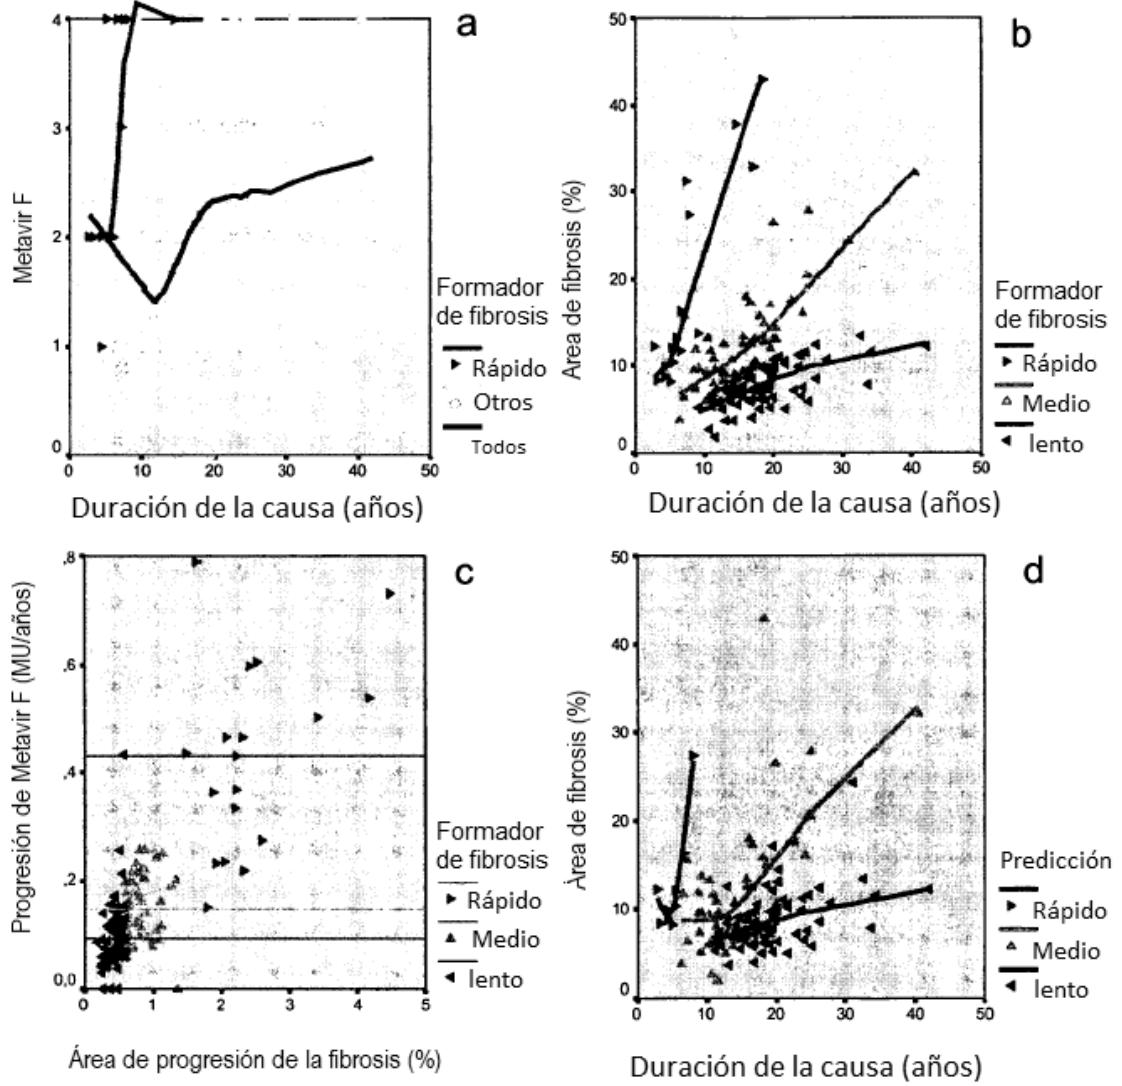 a
4
3
2
1
0
0
10
20
30
40
50
Metavir F
Duración de la causa (años)
Formador
de fibrosis
Rápido
Otros
Todos
b
50
40
30
20
10
0
0
10
20
30
40
50
Área de fibrosis (%)
Duración de la causa (años)
Formador
de fibrosis
Rápido
Medio
lento
c
,8
,6
,4
,2
0,0
0
1
2
3
4
5
Progresión de Metavir F (MU/años)
Área de progresión de la fibrosis (%)
Formador
de fibrosis
Rápido
Medio
lento
d
50
40
30
20
10
0
0
10
20
30
40
50
Área de fibrosis (%)
Duración de la causa (años)
Predicción
Rápido
Medio
lento